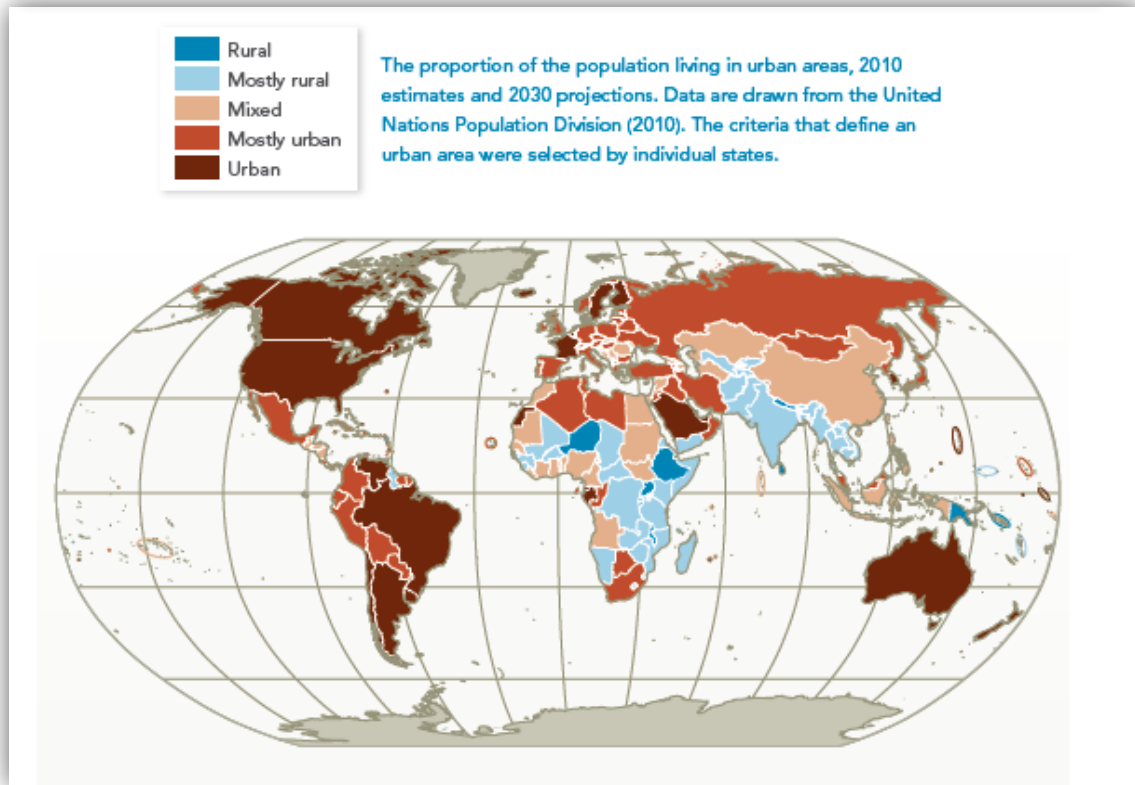 Rural
Mostly rural
Mixed
Mostly urban
Urban
The proportion of the population living in urban areas, 2010
estimates and 2030 projections. Data are drawn from the United
Nations Population Division (2010). The criteria that define an
urban area were selected by individual states.